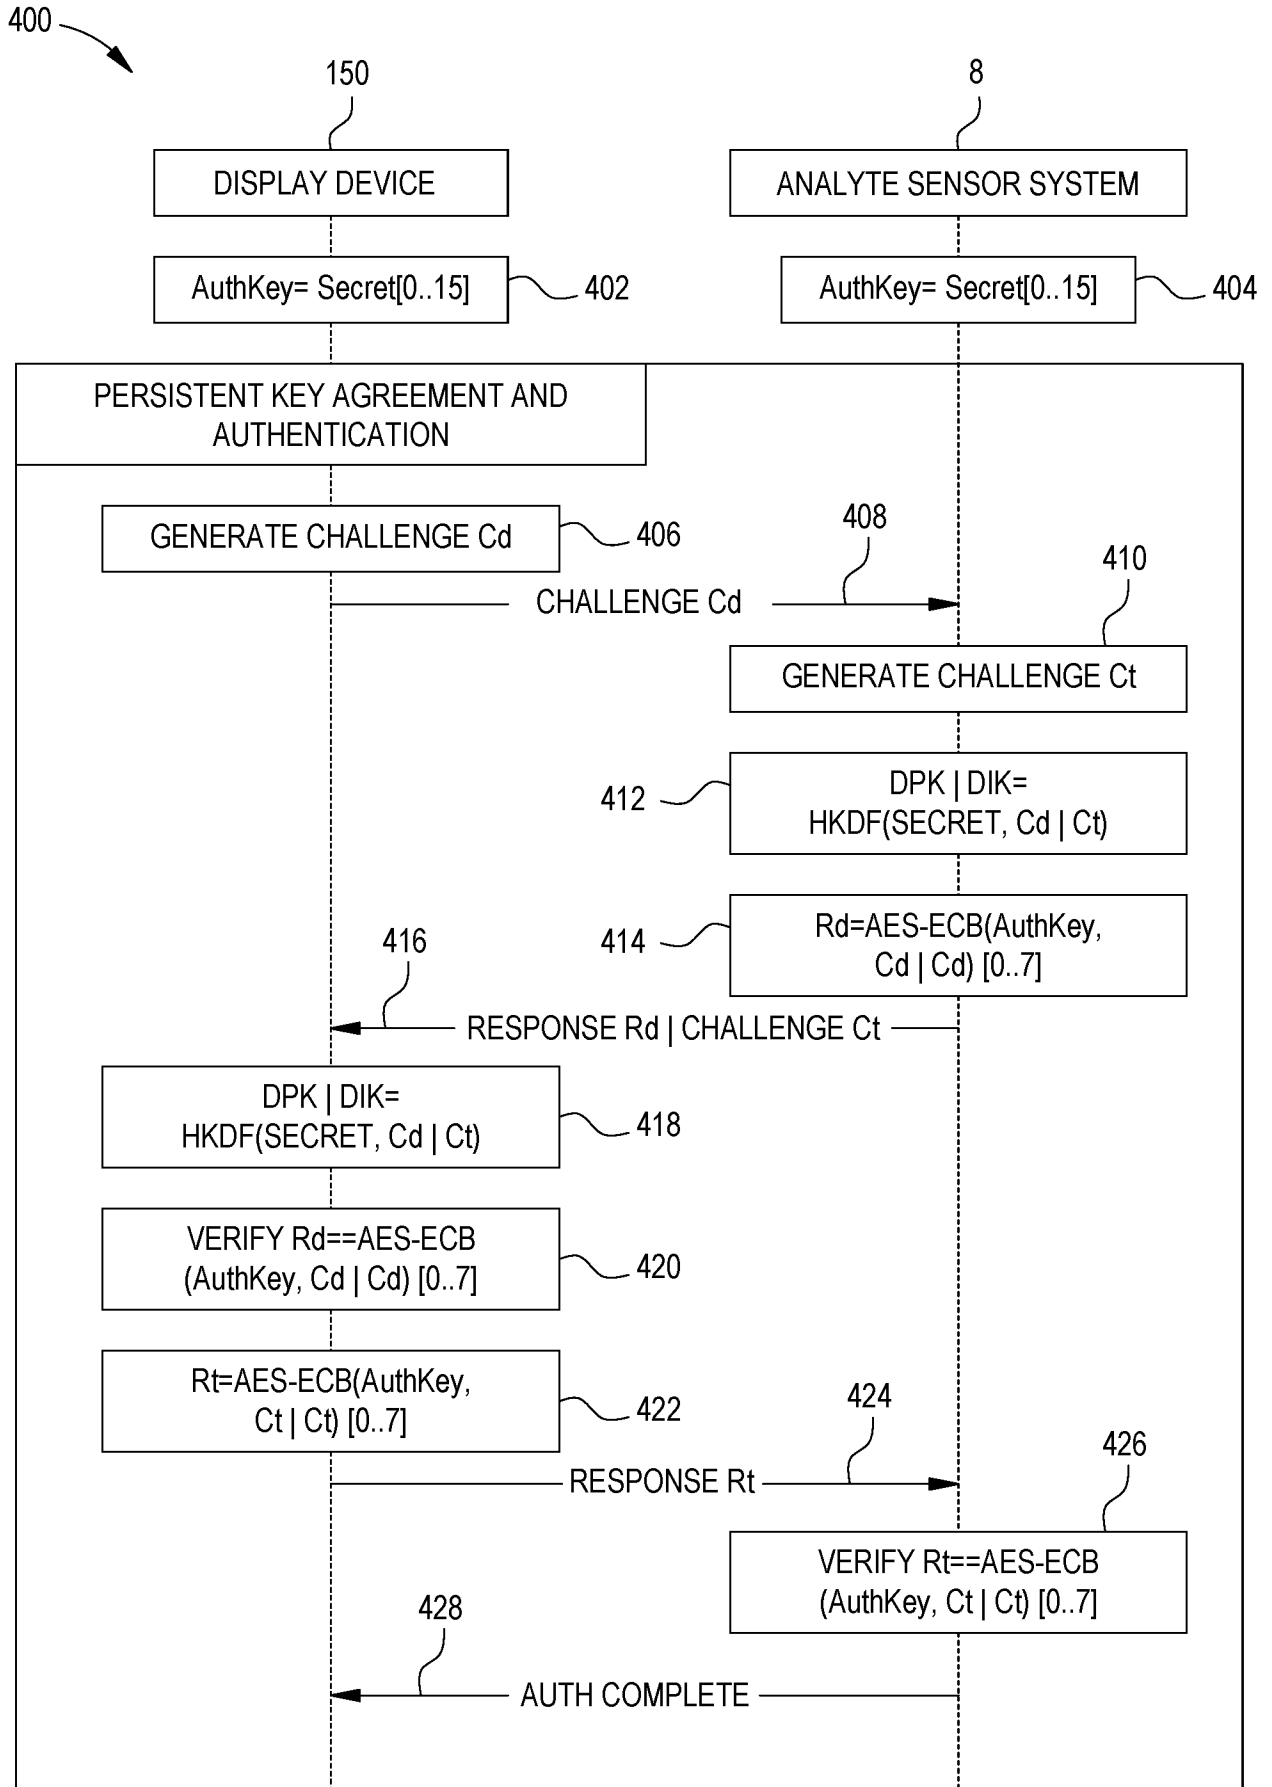 400
150
8
DISPLAY DEVICE
ANALYTE SENSOR SYSTEM
AuthKey= Secret[0..15]
402
AuthKey= Secret[0..15]
404
PERSISTENT KEY AGREEMENT AND
AUTHENTICATION
GENERATE CHALLENGE Cd
406
408
CHALLENGE Cd
410
GENERATE CHALLENGE Ct
412
DPK | DIK=
HKDF(SECRET, Cd | Ct)
414
Rd=AES-ECB(AuthKey,
Cd | Cd) [0..7]
416
RESPONSE Rd | CHALLENGE Ct
DPK | DIK=
HKDF(SECRET, Cd | Ct)
418
VERIFY Rd==AES-ECB
(AuthKey, Cd | Cd) [0..7]
420
Rt=AES-ECB(AuthKey,
Ct | Ct) [0..7]
422
424
RESPONSE Rt
426
VERIFY Rt==AES-ECB
(AuthKey, Ct | Ct) [0..7]
428
AUTH COMPLETE